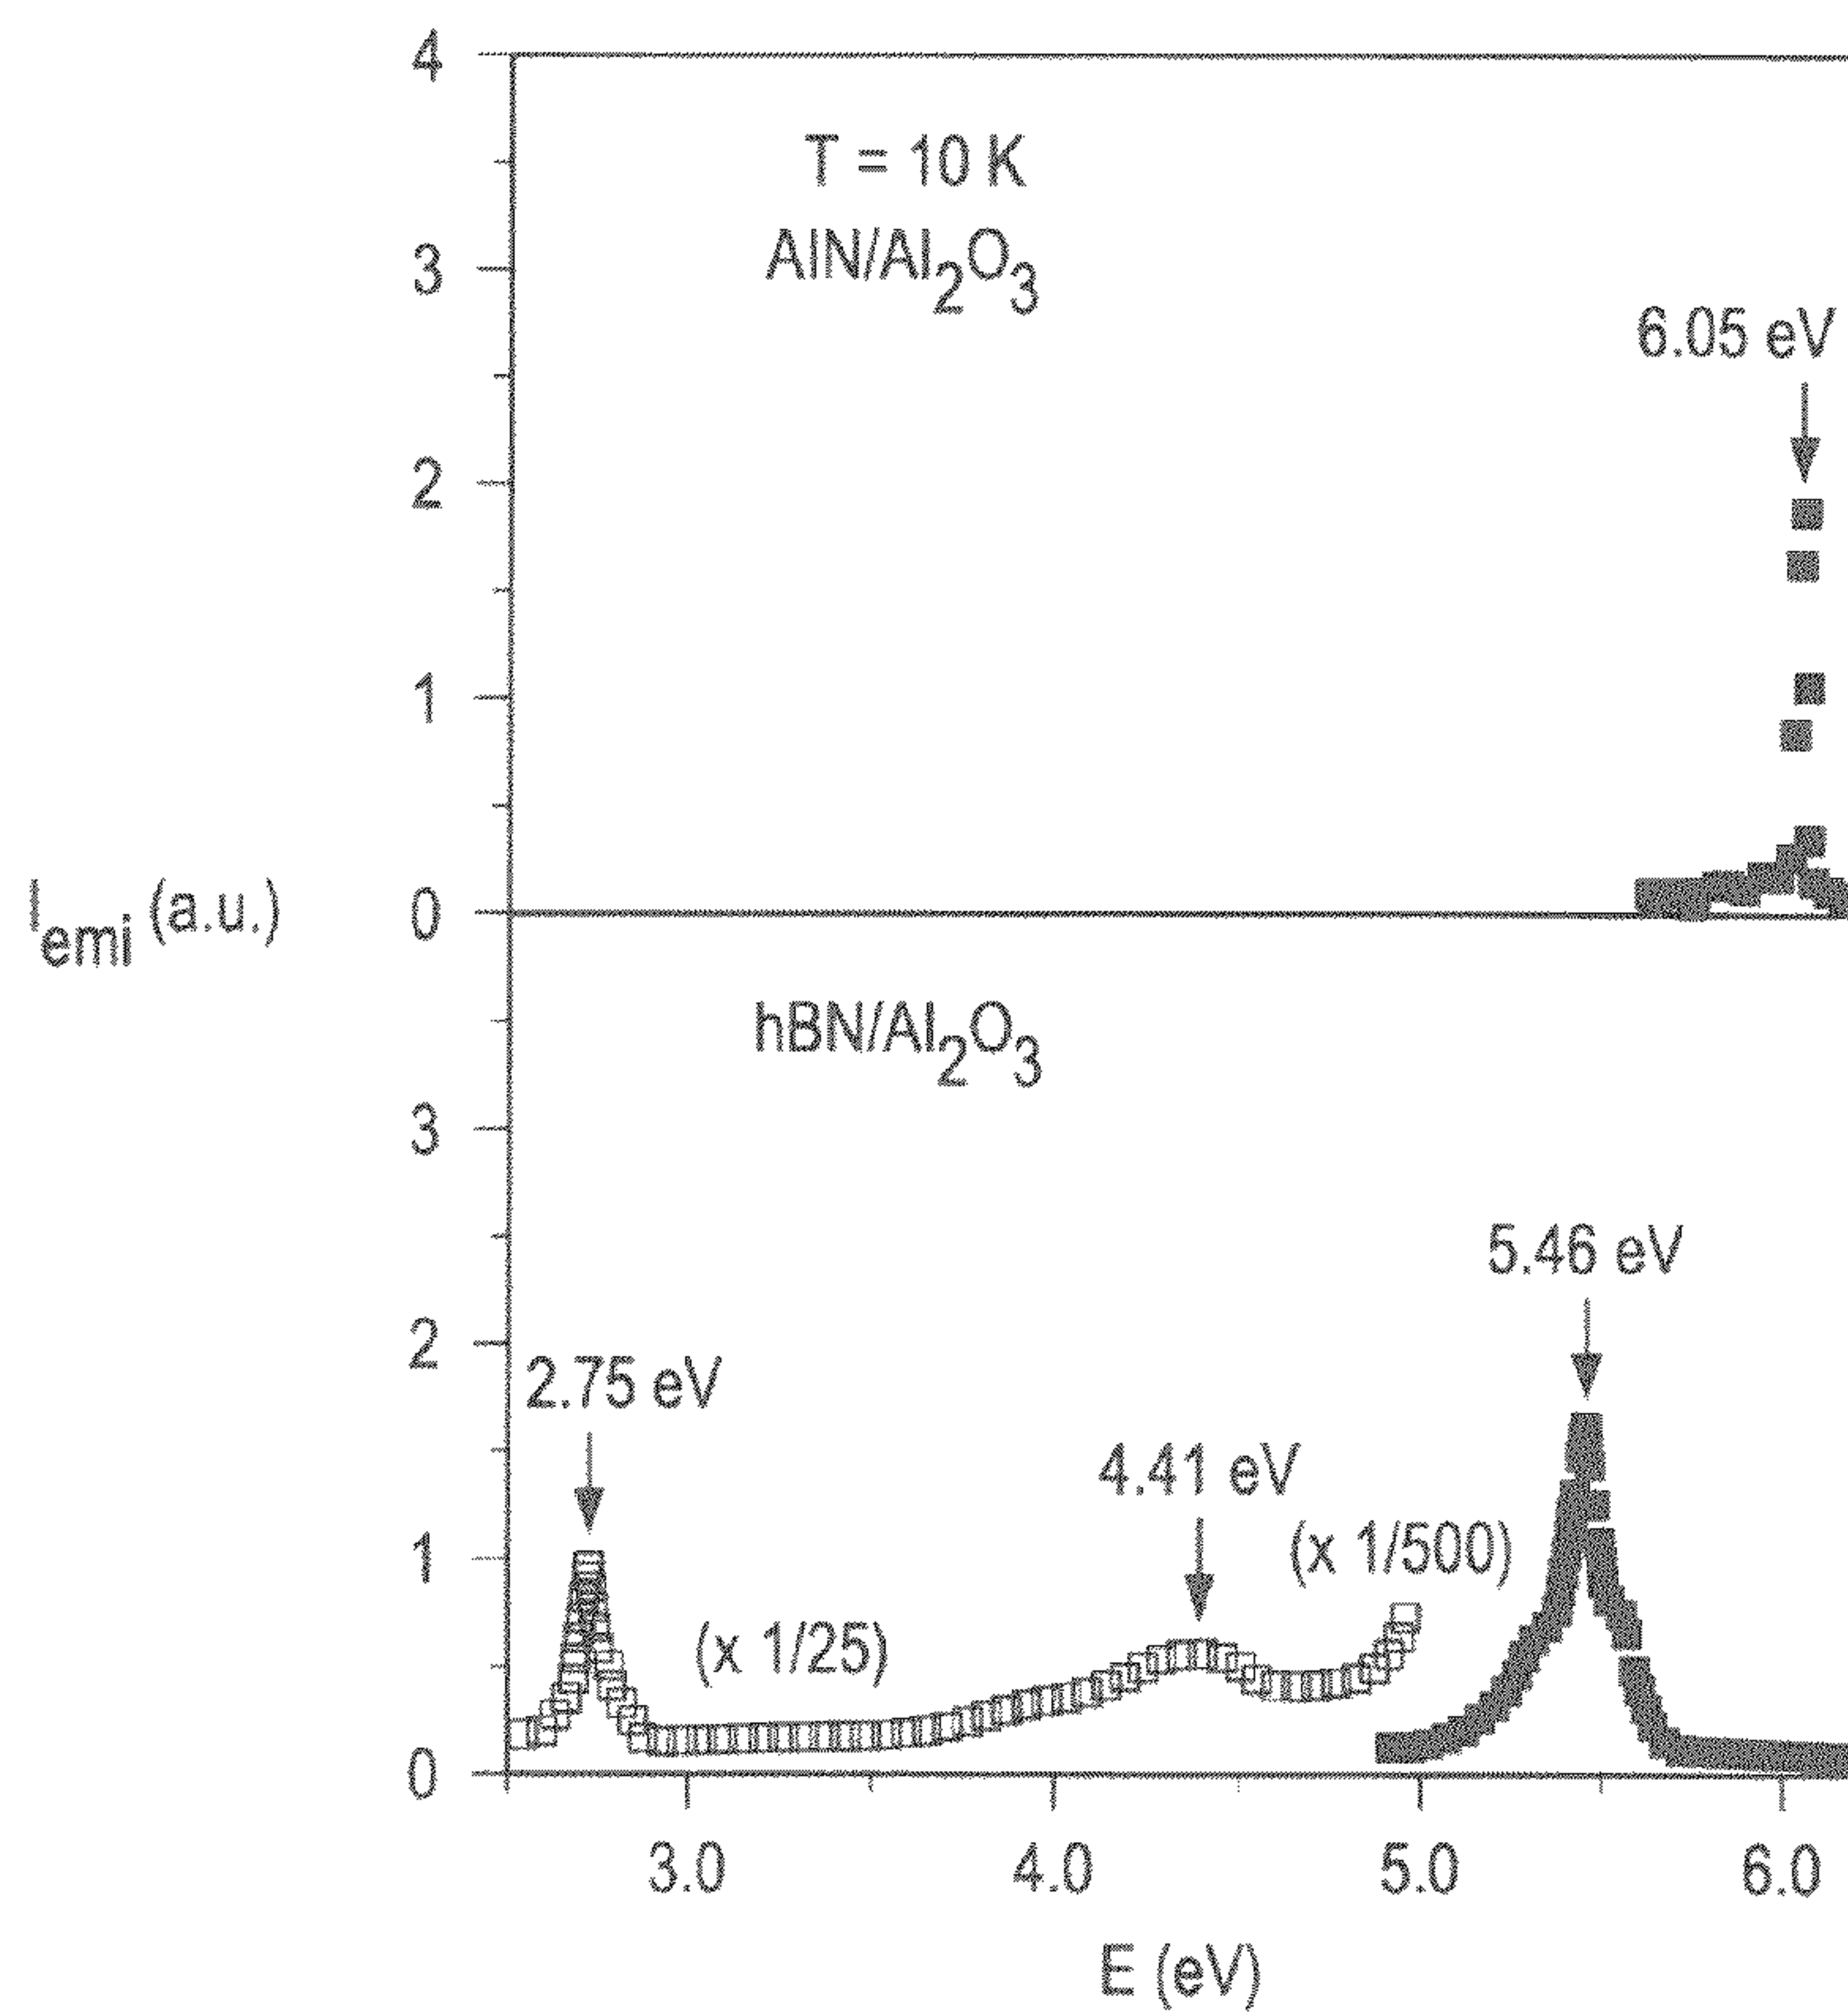 4
T = 10 K
AlN/Al2O3
3
6.05 eV
2
1
0
Iemi (a.u.)
hBN/Al2O3
3
5.46 eV
2
2.75 eV
4.41 eV
(x 1/500)
1
(x 1/25)
0
3.0 4.0 5.0 6.0
E (eV)